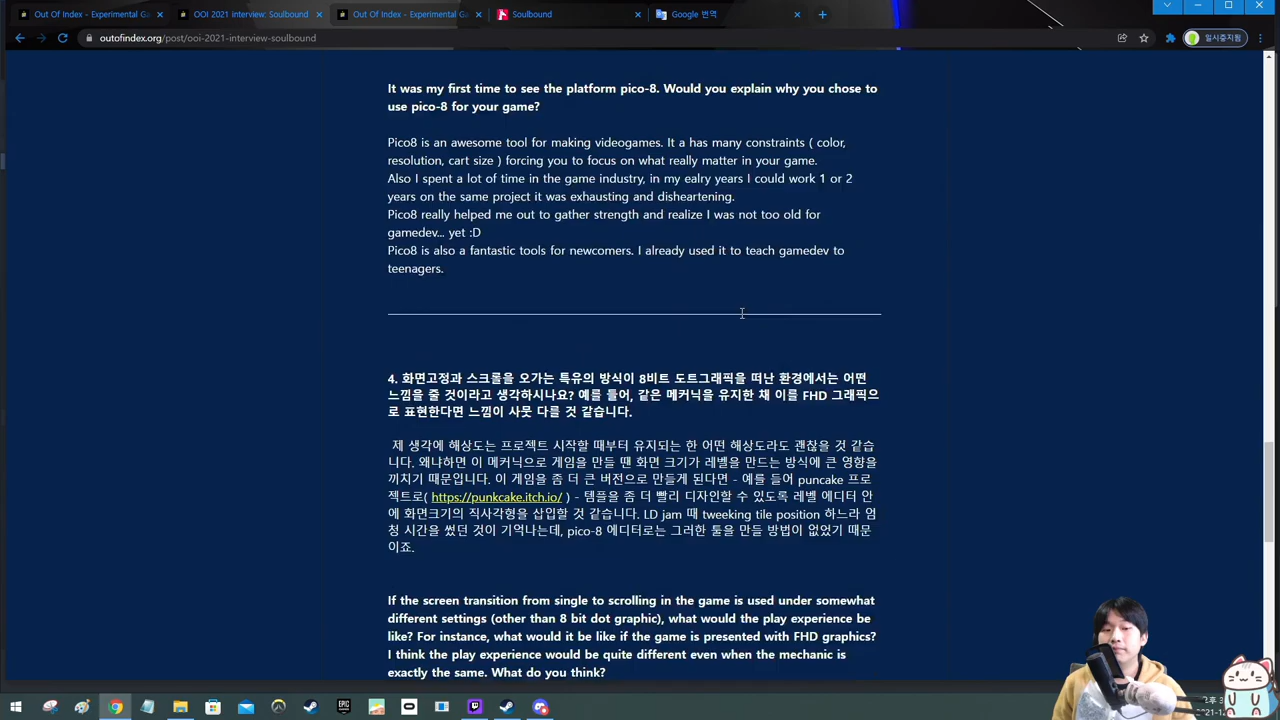 Out Of Index - Experimental Ga
OOI 2021 interview: Soulbound
Out Of Index - Experimental Gam
Soulbound
Google 번역
outofindex.org/post/ooi-2021-interview-soulbound
일시중지됨
It was my first time to see the platform pico-8. Would you explain why you chose to
use pico-8 for your game?
Pico8 is an awesome tool for making videogames. It a has many constraints ( color,
resolution, cart size ) forcing you to focus on what really matter in your game.
Also I spent a lot of time in the game industry, in my ealry years I could work 1 or 2
years on the same project it was exhausting and disheartening.
Pico8 really helped me out to gather strength and realize I was not too old for
gamedev... yet :D
Pico8 is also a fantastic tools for newcomers. I already used it to teach gamedev to
teenagers.
4. 화면고정과 스크롤을 오가는 특유의 방식이 8비트 도트그래픽을 떠난 환경에서는 어떤
느낌을 줄 것이라고 생각하시나요? 예를 들어, 같은 메커닉을 유지한 채 이를 FHD 그래픽으
로 표현한다면 느낌이 사뭇 다를 것 같습니다.
제 생각에 해상도는 프로젝트 시작할 때부터 유지되는 한 어떤 해상도라도 괜찮을 것 같습
니다. 왜냐하면 이 메커닉으로 게임을 만들 땐 화면 크기가 레벨을 만드는 방식에 큰 영향을
끼치기 때문입니다. 이 게임을 좀 더 큰 버전으로 만들게 된다면 - 예를 들어 puncake 프로
젝트로( https://punkcake.itch.io/ ) - 템플을 좀 더 빨리 디자인할 수 있도록 레벨 에디터 안
에 화면크기의 직사각형을 삽입할 것 같습니다. LD jam 때 tweeking tile position 하느라 엄
청 시간을 썼던 것이 기억나는데, pico-8 에디터로는 그러한 툴을 만들 방법이 없었기 때문
이죠.
If the screen transition from single to scrolling in the game is used under somewhat
different settings (other than 8 bit dot graphic), what would the play experience be
like? For instance, what would it be like if the game is presented with FHD graphics?
I think the play experience would be quite different even when the mechanic is
exactly the same. What do you think?